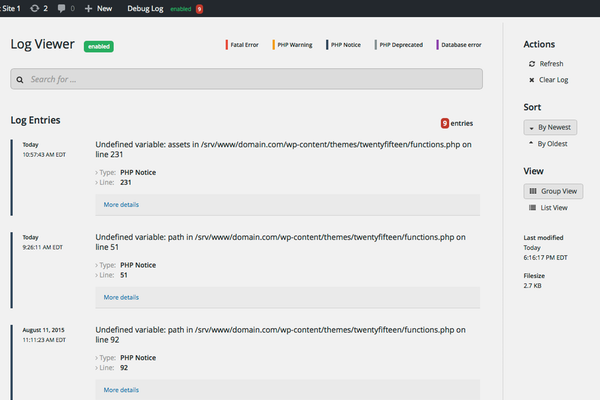 Site 1 2 0 New Debug Log enabled 9
Log Viewer enabled
Fatal Error PHP Warning PHP Notice PHP Deprecated Database error
Search for ...
Log Entries
9 entries
Today
10:57:43 AM EDT
Undefined variable: assets in /srv/www/domain.com/wp-content/themes/twentyfifteen/functions.php on
line 231
› Type: PHP Notice
› Line: 231
More details
Today
9:26:11 AM EDT
Undefined variable: path in /srv/www/domain.com/wp-content/themes/twentyfifteen/functions.php on
line 51
› Type: PHP Notice
› Line: 51
More details
August 11, 2015
11:11:23 AM EDT
Undefined variable: path in /srv/www/domain.com/wp-content/themes/twentyfifteen/functions.php on
line 92
› Type: PHP Notice
› Line: 92
More details
Actions
Refresh
Clear Log
Sort
By Newest
By Oldest
View
Group View
List View
Last modified
Today
6:16:17 PM EDT
Filesize
2.7 KB